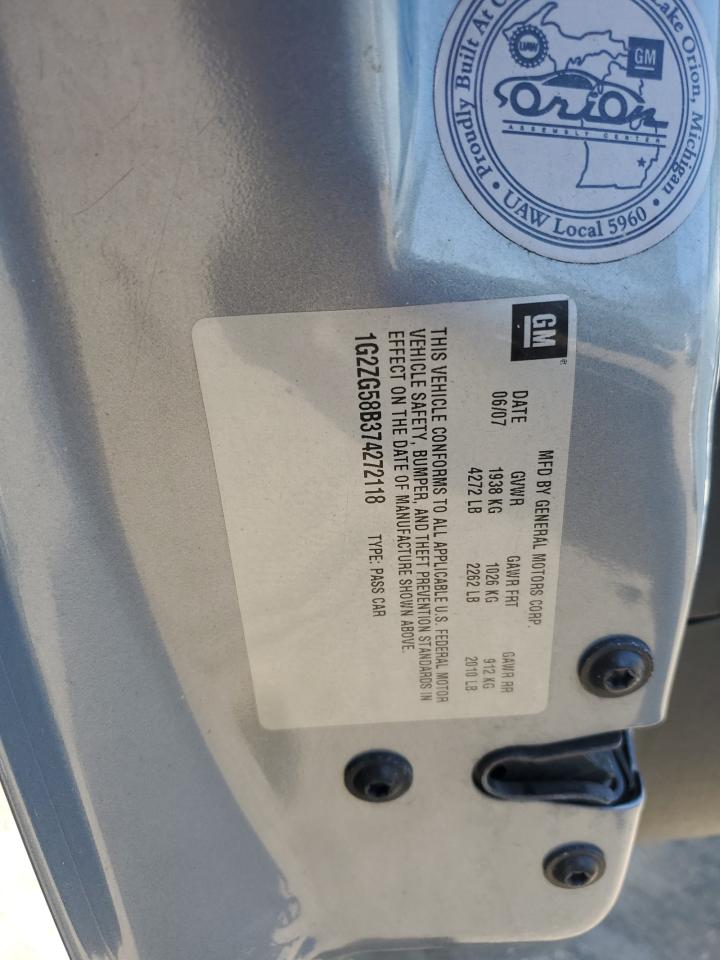 Proudly Built At
Lake Orion, Michigan
UAW
GM
Orion
ASSEMBLY CENTER
• UAW Local 5960 •
GM
®
MFD BY GENERAL MOTORS CORP.
DATE GVWR GAWR FRT GAWR RR
06/07 1938 KG 1026 KG 912 KG
4272 LB 2262 LB 2010 LB
THIS VEHICLE CONFORMS TO ALL APPLICABLE U.S. FEDERAL MOTOR
VEHICLE SAFETY, BUMPER, AND THEFT PREVENTION STANDARDS IN
EFFECT ON THE DATE OF MANUFACTURE SHOWN ABOVE.
1G2ZG58B374272118 TYPE: PASS CAR